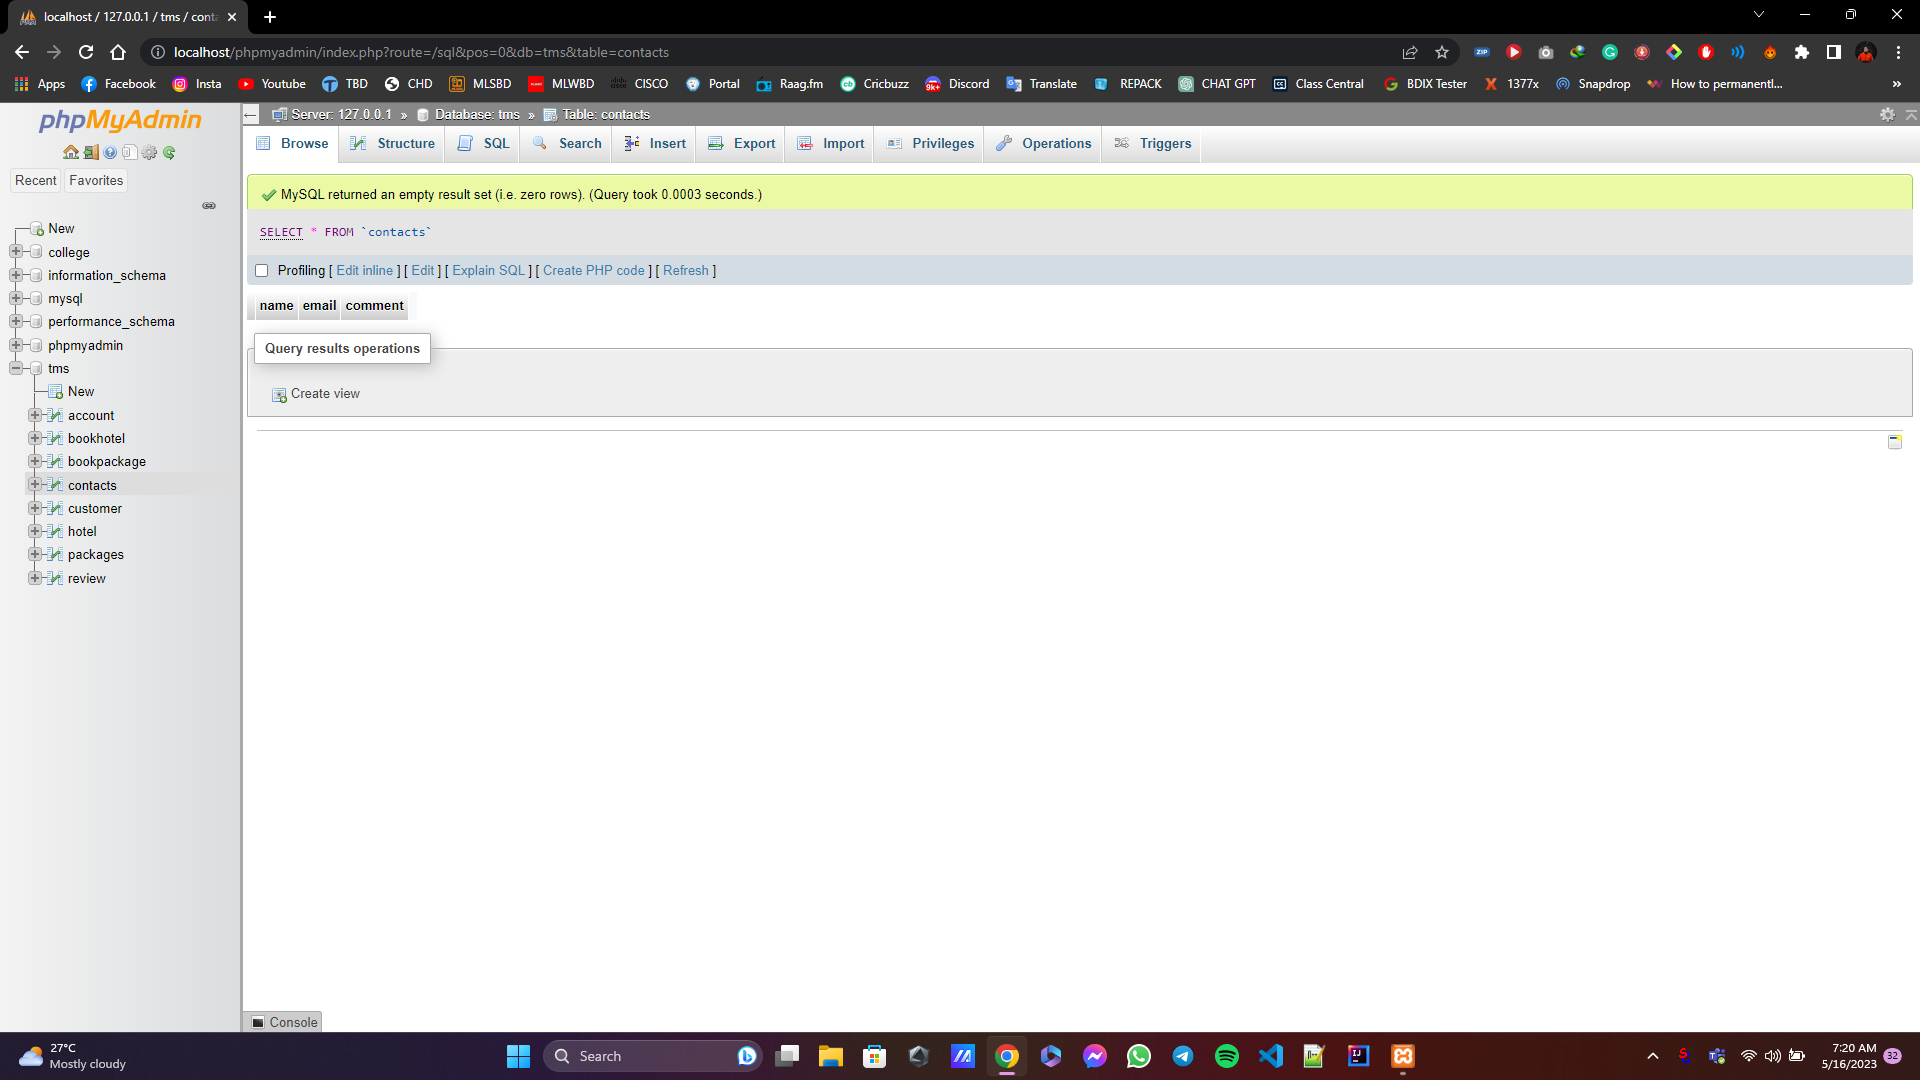 localhost / 127.0.0.1 / tms / conta
localhost/phpmyadmin/index.php?route=/sql&pos=0&db=tms&table=contacts
Apps Facebook Insta Youtube TBD CHD MLSBD MLWBD CISCO Portal Raag.fm Cricbuzz Discord Translate REPACK CHAT GPT Class Central BDIX Tester 1377x Snapdrop How to permanentl...
phpMyAdmin
Server: 127.0.0.1 » Database: tms » Table: contacts
Browse Structure SQL Search Insert Export Import Privileges Operations Triggers
Recent Favorites
New
college
information_schema
mysql
performance_schema
phpmyadmin
tms
New
account
bookhotel
bookpackage
contacts
customer
hotel
packages
review
MySQL returned an empty result set (i.e. zero rows). (Query took 0.0003 seconds.)
SELECT * FROM `contacts`
Profiling [ Edit inline ] [ Edit ] [ Explain SQL ] [ Create PHP code ] [ Refresh ]
name email comment
Query results operations
Create view
Console
27°C
Mostly cloudy
Search
7:20 AM
5/16/2023
32